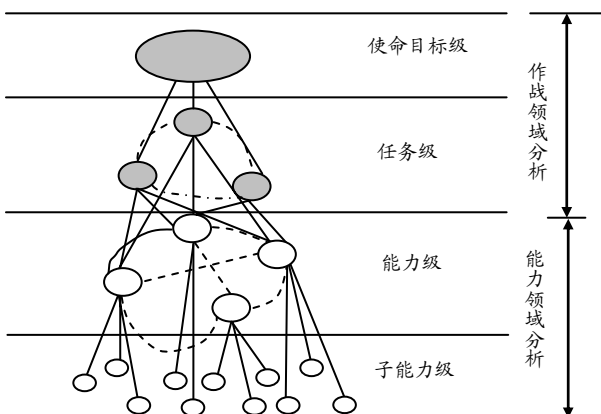 使命目标级
任务级
能力级
子能力级
作战领域分析
能力领域分析